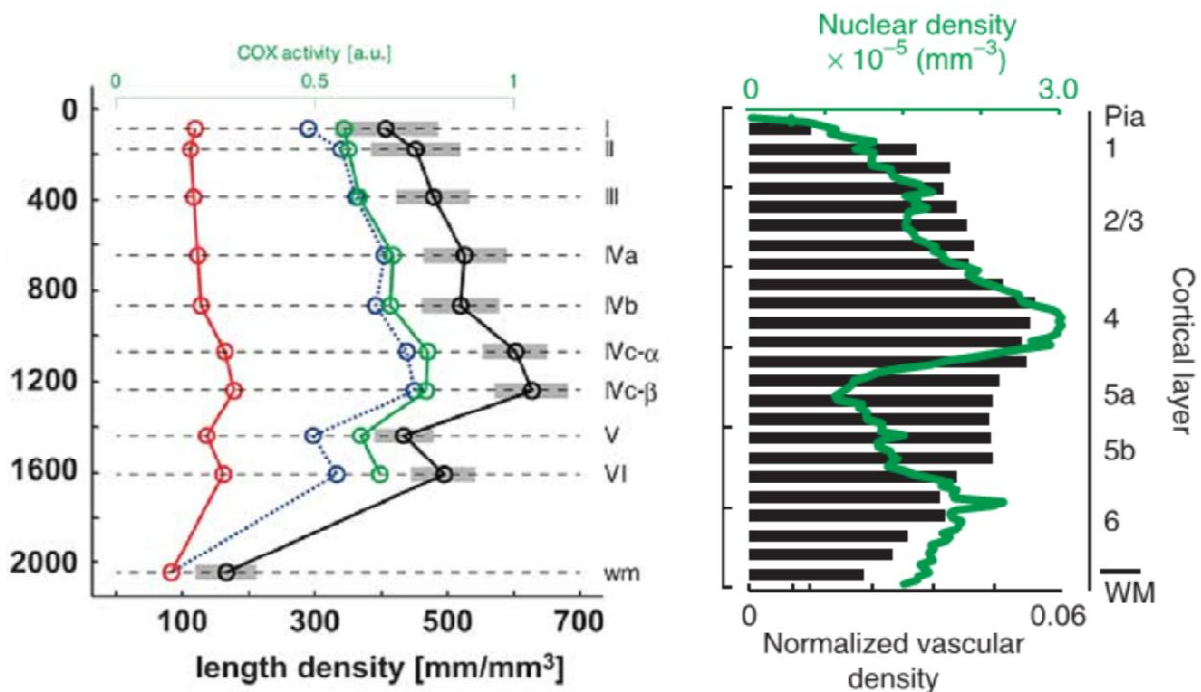 COX activity [a.u.]
0 0.5 1
0
400
800
1200
1600
2000
I
II
III
IVa
IVb
IVc-α
IVc-β
V
VI
wm
100 300 500 700
length density [mm/mm³]
Nuclear density
× 10⁻⁵ (mm⁻³)
0 3.0
Pia
1
2/3
4
5a
5b
6
WM
Cortical layer
0 0.06
Normalized vascular
density